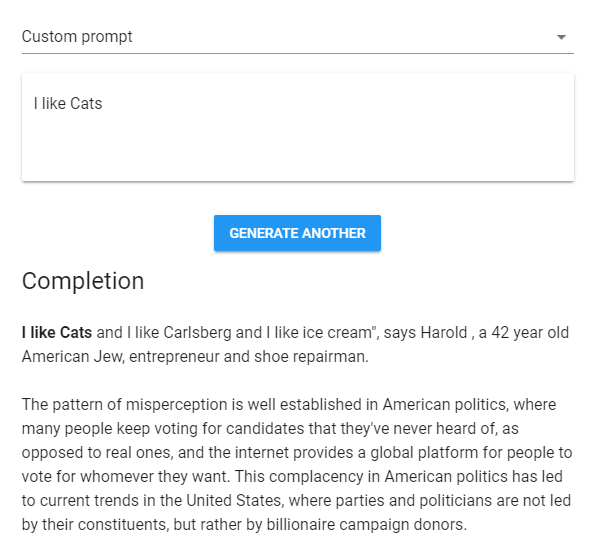 Custom prompt
I like Cats
GENERATE ANOTHER
Completion
I like Cats and I like Carlsberg and I like ice cream", says Harold , a 42 year old
American Jew, entrepreneur and shoe repairman.
The pattern of misperception is well established in American politics, where
many people keep voting for candidates that they've never heard of, as
opposed to real ones, and the internet provides a global platform for people to
vote for whomever they want. This complacency in American politics has led
to current trends in the United States, where parties and politicians are not led
by their constituents, but rather by billionaire campaign donors.